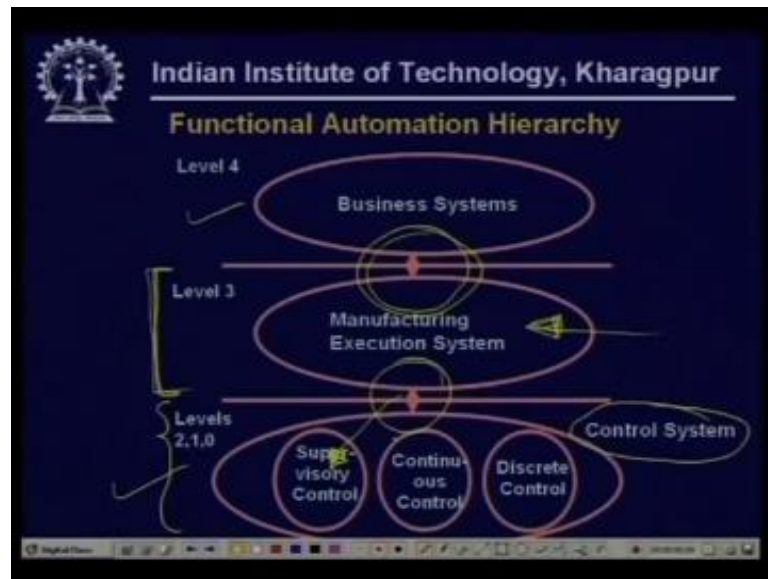 Indian Institute of Technology, Kharagpur
Functional Automation Hierarchy
Level 4
Business Systems
Level 3
Manufacturing
Execution System
Levels
2,1,0
Control System
Super-
visory
Control
Continu-
ous
Control
Discrete
Control